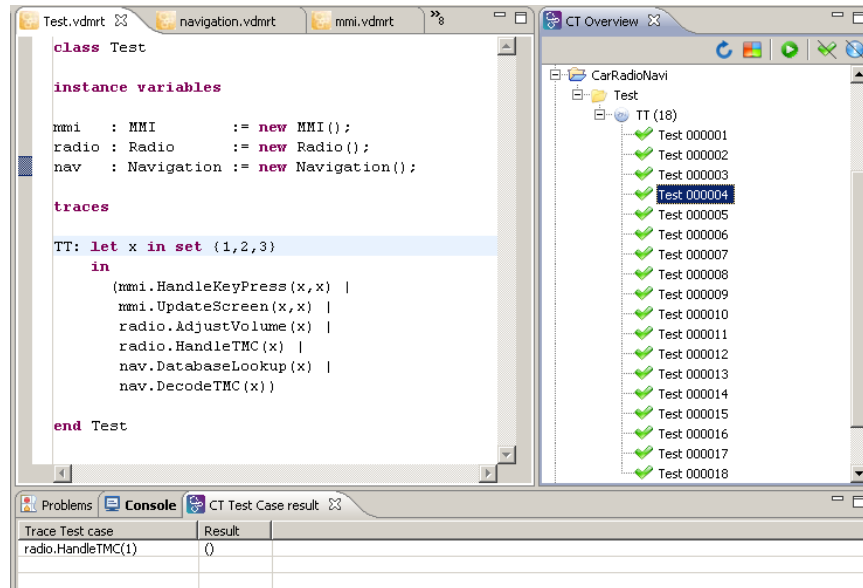 Test.vdmrt
navigation.vdmrt
mmi.vdmrt
»8
class Test
instance variables
mmi : MMI := new MMI();
radio : Radio := new Radio();
nav : Navigation := new Navigation();
traces
TT: let x in set {1,2,3}
in
(mmi.HandleKeyPress(x,x) |
mmi.UpdateScreen(x,x) |
radio.AdjustVolume(x) |
radio.HandleTMC(x) |
nav.DatabaseLookup(x) |
nav.DecodeTMC(x))
end Test
CT Overview
CarRadioNavi
Test
TT (18)
Test 000001
Test 000002
Test 000003
Test 000004
Test 000005
Test 000006
Test 000007
Test 000008
Test 000009
Test 000010
Test 000011
Test 000012
Test 000013
Test 000014
Test 000015
Test 000016
Test 000017
Test 000018
Problems
Console
CT Test Case result
Trace Test case
Result
radio.HandleTMC(1)
()